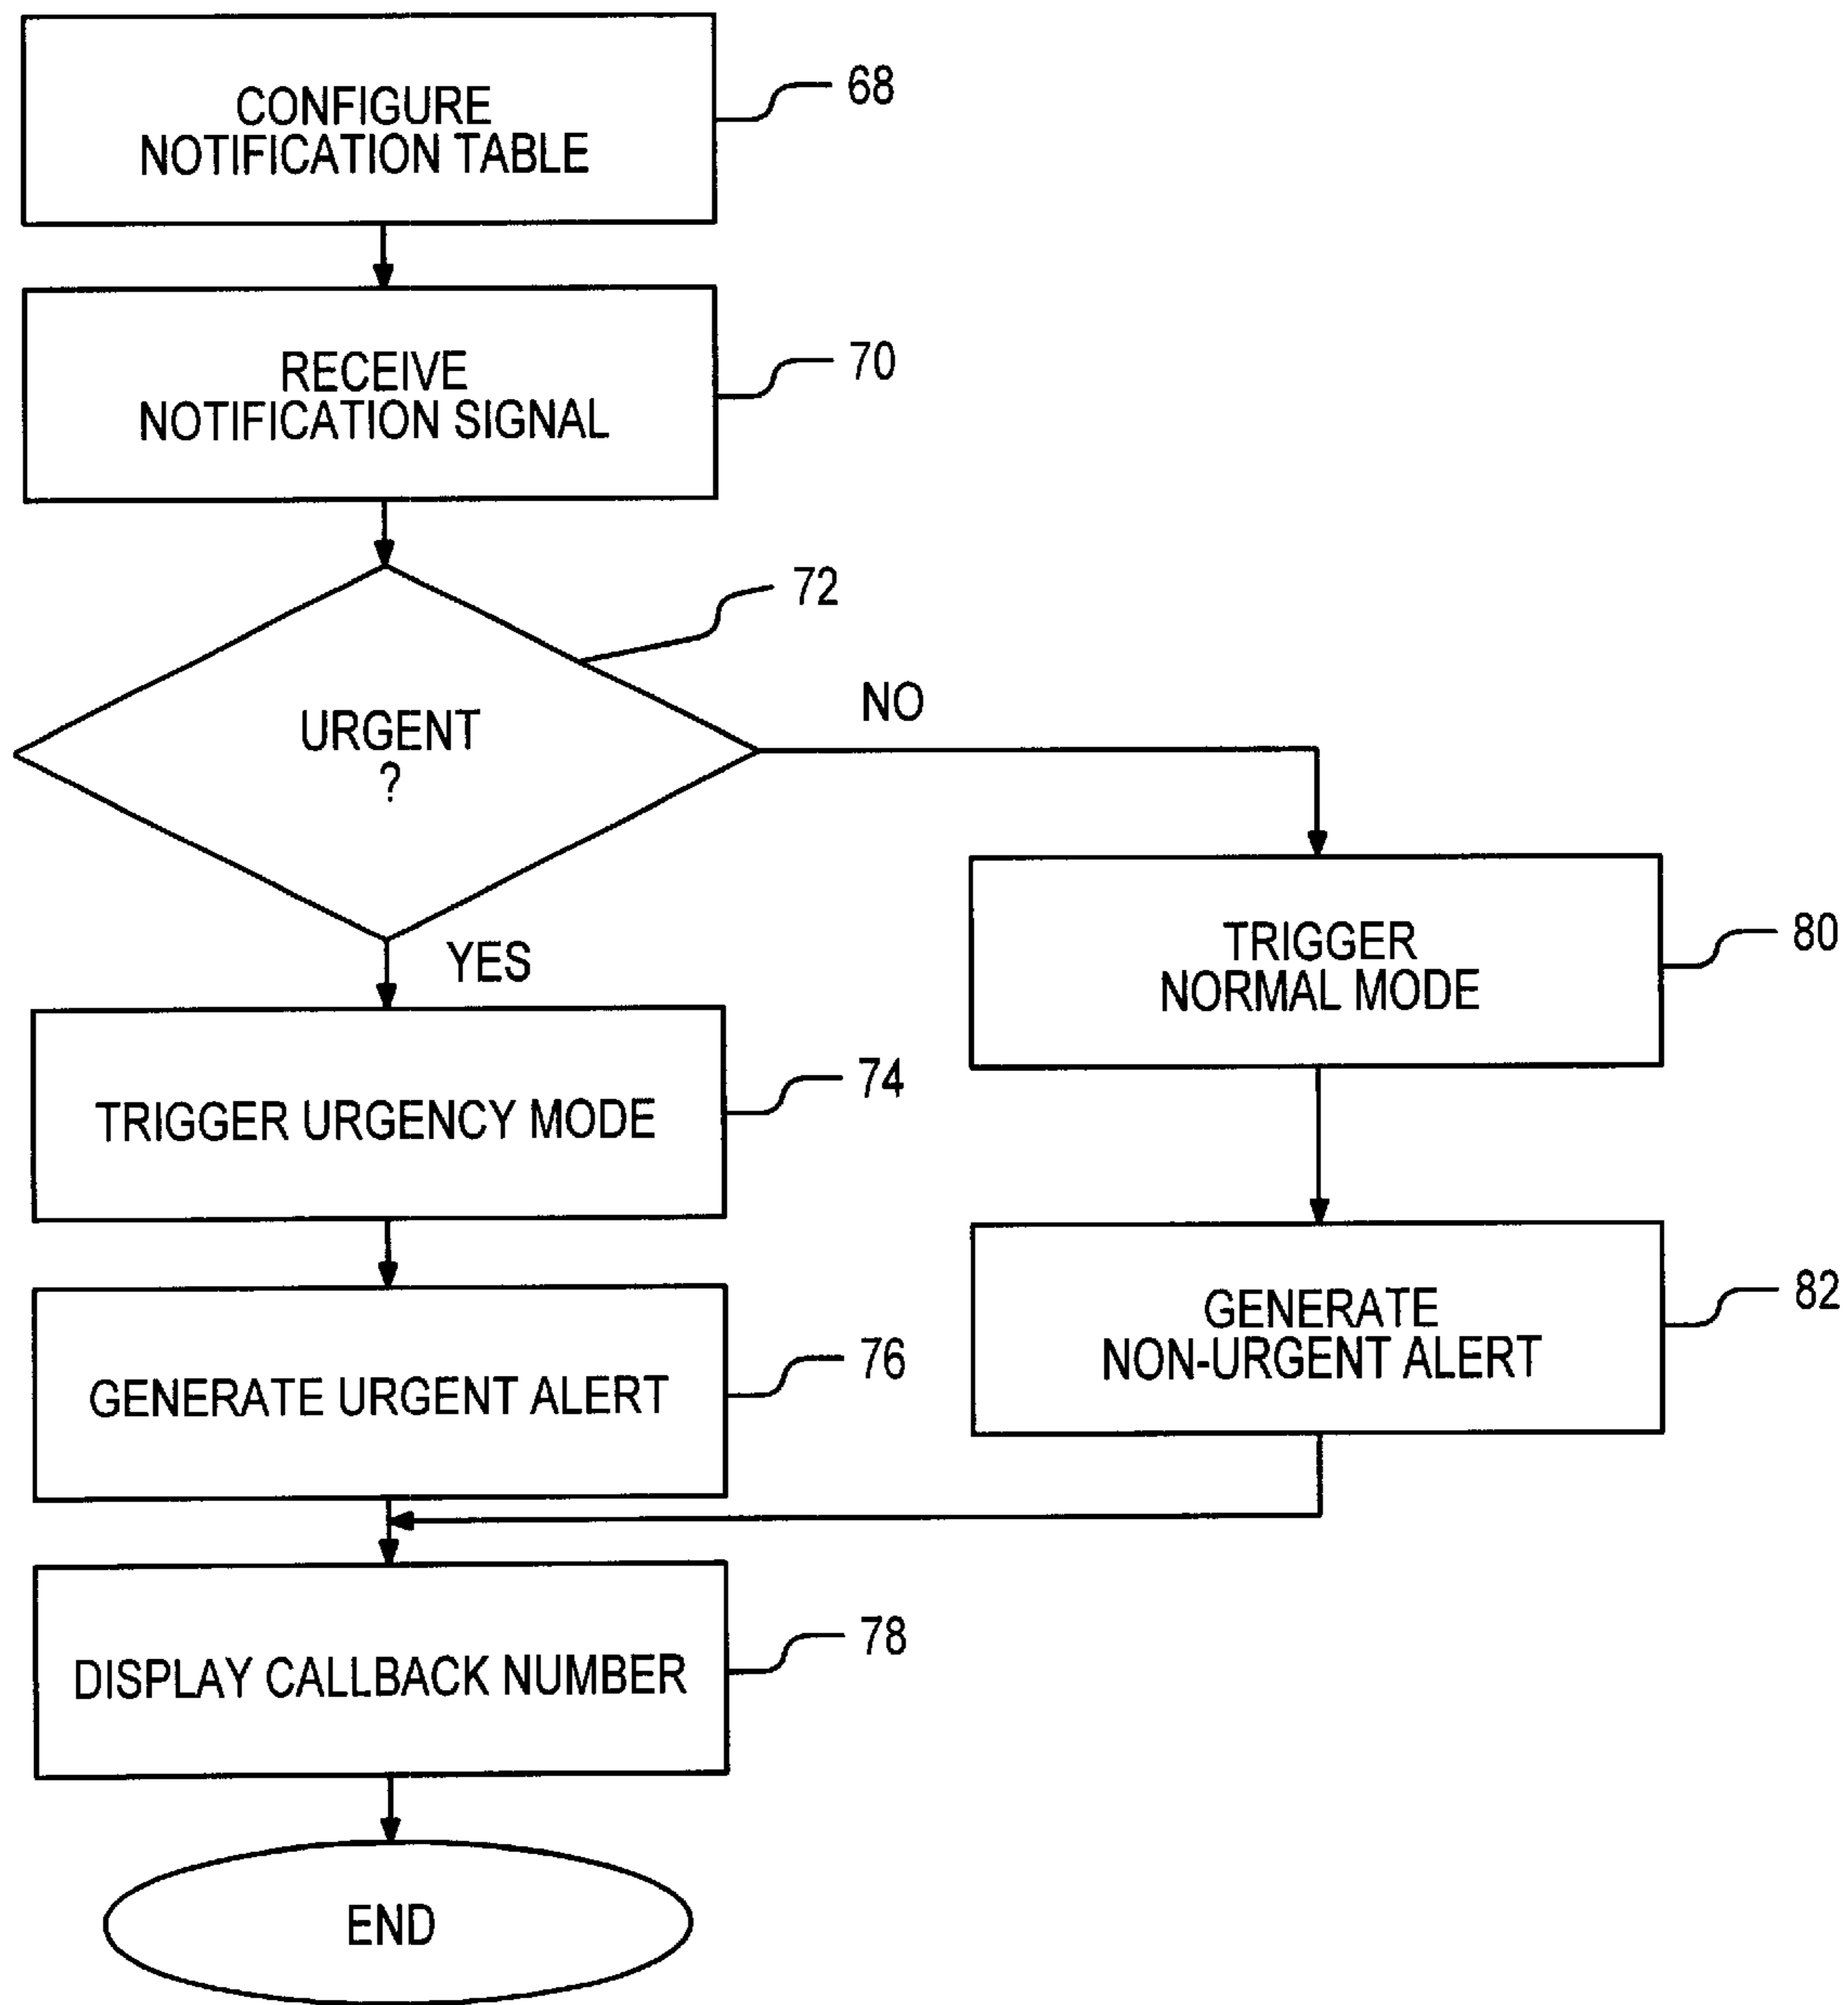 CONFIGURE
NOTIFICATION TABLE
68
RECEIVE
NOTIFICATION SIGNAL
70
72
URGENT
?
NO
YES
TRIGGER
NORMAL MODE
80
TRIGGER URGENCY MODE
74
GENERATE
NON-URGENT ALERT
82
GENERATE URGENT ALERT
76
DISPLAY CALLBACK NUMBER
78
END